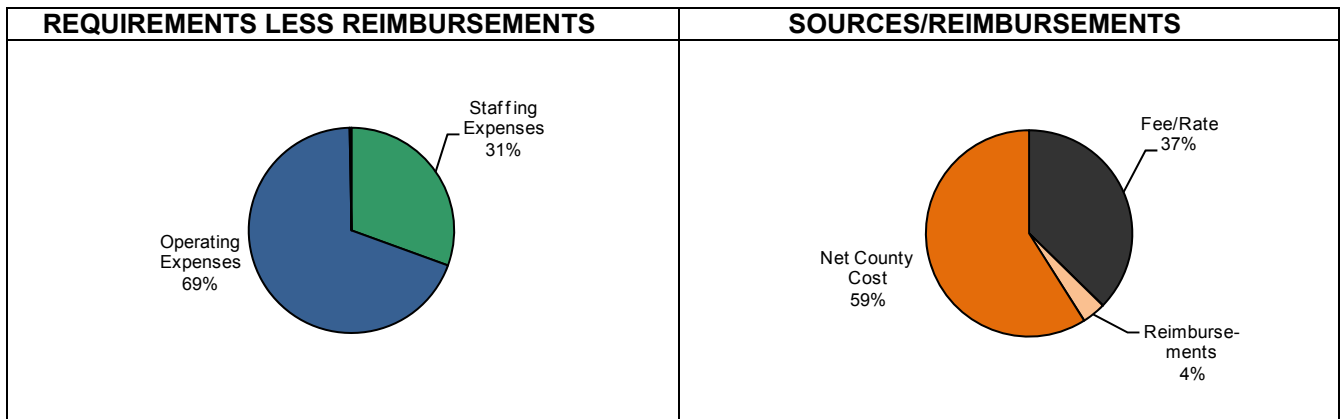 REQUIREMENTS LESS REIMBURSEMENTS
Staffing
Expenses
31%
Operating
Expenses
69%
SOURCES/REIMBURSEMENTS
Fee/Rate
37%
Net County
Cost
59%
Reimburse-
ments
4%